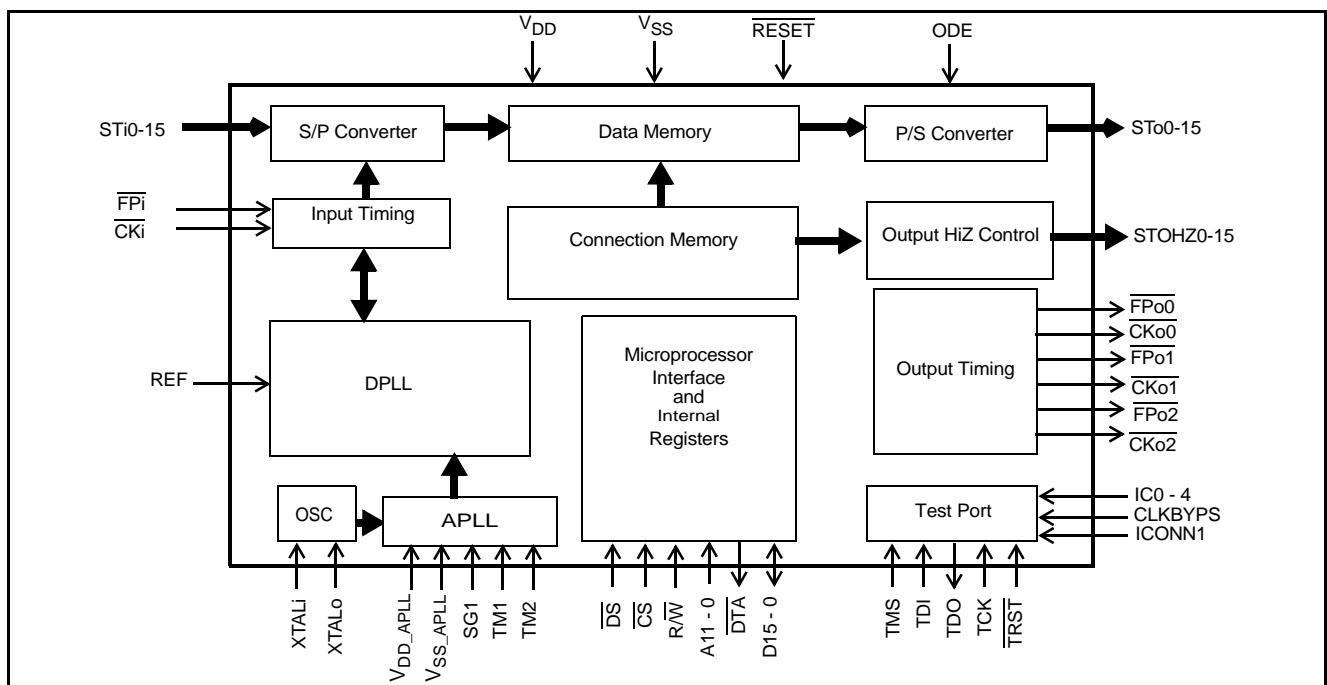 VDD VSS RESET ODE
STi0-15 S/P Converter Data Memory P/S Converter STo0-15
FPi
CKi
Input Timing
Connection Memory
Output HiZ Control
STOHZ0-15
REF
DPLL
Microprocessor
Interface
and
Internal
Registers
Output Timing
FPo0
CKo0
FPo1
CKo1
FPo2
CKo2
OSC
APLL
Test Port
IC0 - 4
CLKBYPS
ICONN1
XTALi
XTALo
VDD_APLL
VSS_APLL
SG1
TM1
TM2
DS
CS
R/W
A11 - 0
DTA
D15 - 0
TMS
TDI
TDO
TCK
TRST